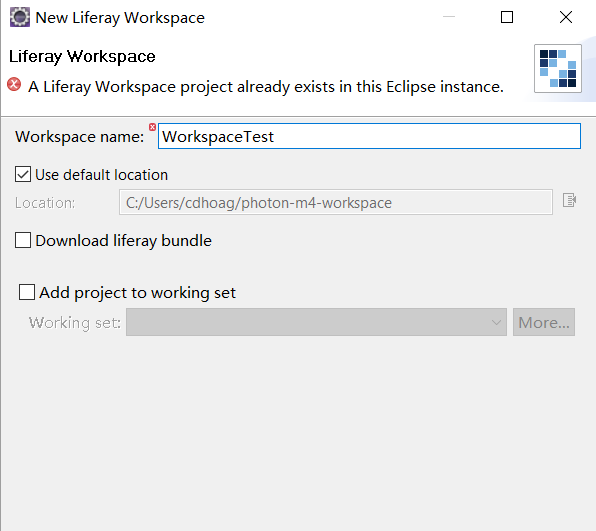 New Liferay Workspace
Liferay Workspace
A Liferay Workspace project already exists in this Eclipse instance.
Workspace name: WorkspaceTest
Use default location
Location: C:/Users/cdhoag/photon-m4-workspace
Download liferay bundle
Add project to working set
Working set: More...